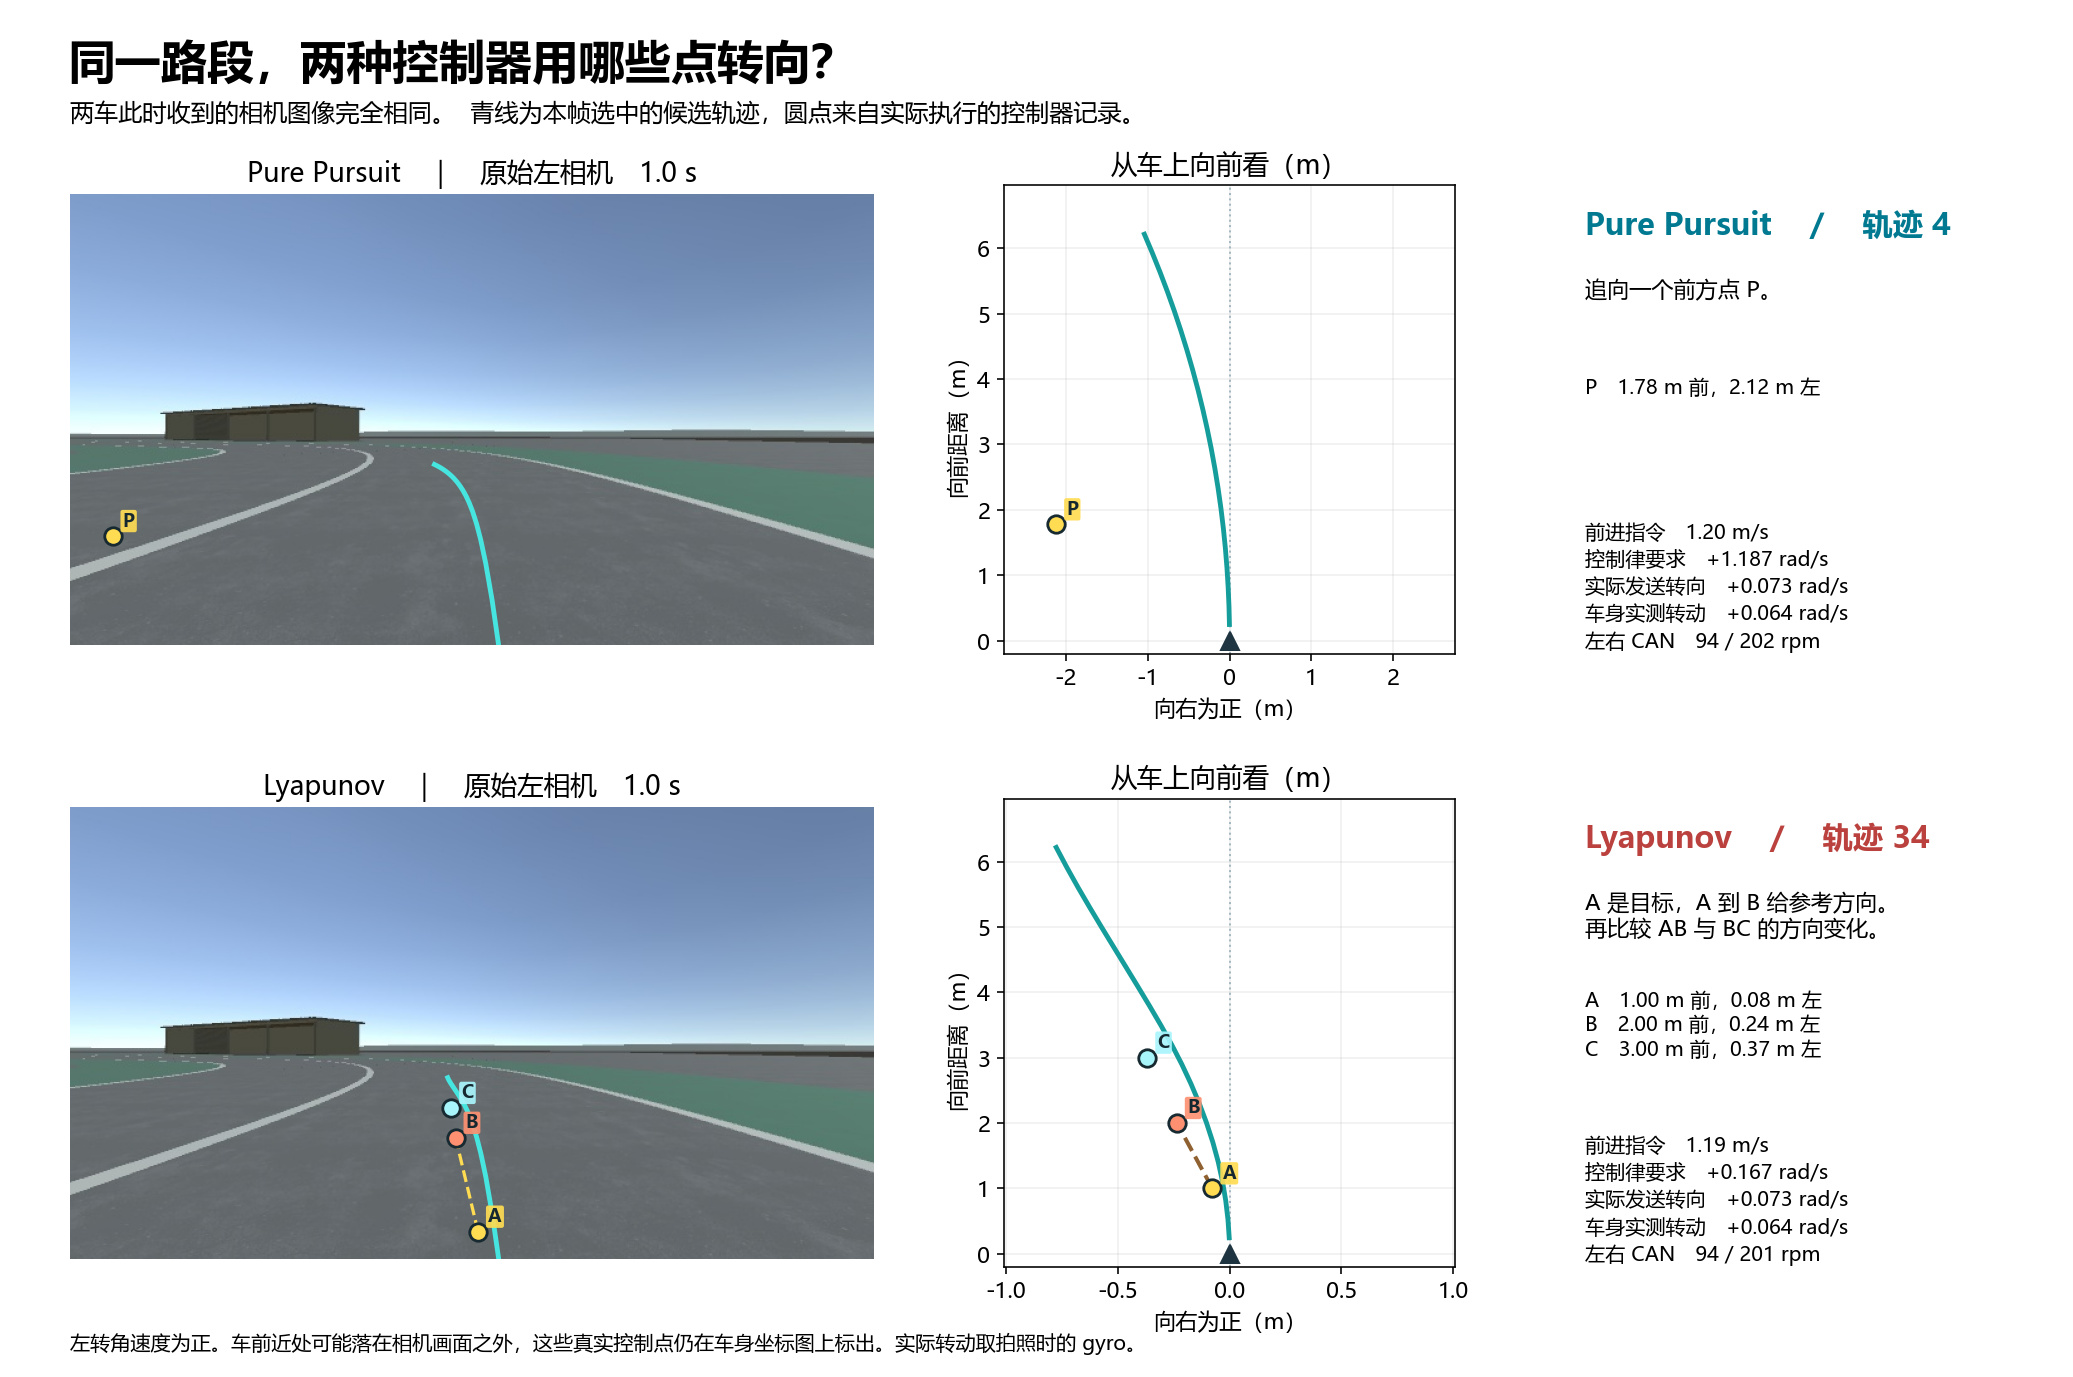 同一路段，两种控制器用哪些点转向？
两车此时收到的相机图像完全相同。 青线为本帧选中的候选轨迹，圆点来自实际执行的控制器记录。
Pure Pursuit | 原始左相机 1.0 s
P
从车上向前看（m）
向前距离（m）
6
5
4
3
2
1
0
P
-2 -1 0 1 2
向右为正（m）
Pure Pursuit / 轨迹 4
追向一个前方点 P。
P 1.78 m 前，2.12 m 左
前进指令 1.20 m/s
控制律要求 +1.187 rad/s
实际发送转向 +0.073 rad/s
车身实测转动 +0.064 rad/s
左右 CAN 94 / 202 rpm
Lyapunov | 原始左相机 1.0 s
C
B
A
从车上向前看（m）
向前距离（m）
6
5
4
3
2
1
0
C
B
A
-1.0 -0.5 0.0 0.5 1.0
向右为正（m）
Lyapunov / 轨迹 34
A 是目标，A 到 B 给参考方向。
再比较 AB 与 BC 的方向变化。
A 1.00 m 前，0.08 m 左
B 2.00 m 前，0.24 m 左
C 3.00 m 前，0.37 m 左
前进指令 1.19 m/s
控制律要求 +0.167 rad/s
实际发送转向 +0.073 rad/s
车身实测转动 +0.064 rad/s
左右 CAN 94 / 201 rpm
左转角速度为正。车前近处可能落在相机画面之外，这些真实控制点仍在车身坐标图上标出。实际转动取拍照时的 gyro。